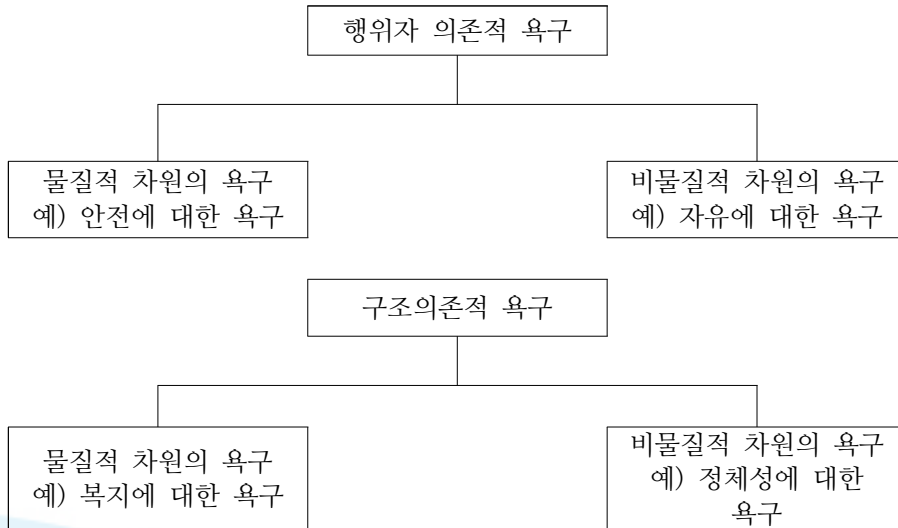 행위자 의존적 욕구
물질적 차원의 욕구
예) 안전에 대한 욕구
비물질적 차원의 욕구
예) 자유에 대한 욕구
구조의존적 욕구
물질적 차원의 욕구
예) 복지에 대한 욕구
비물질적 차원의 욕구
예) 정체성에 대한
욕구